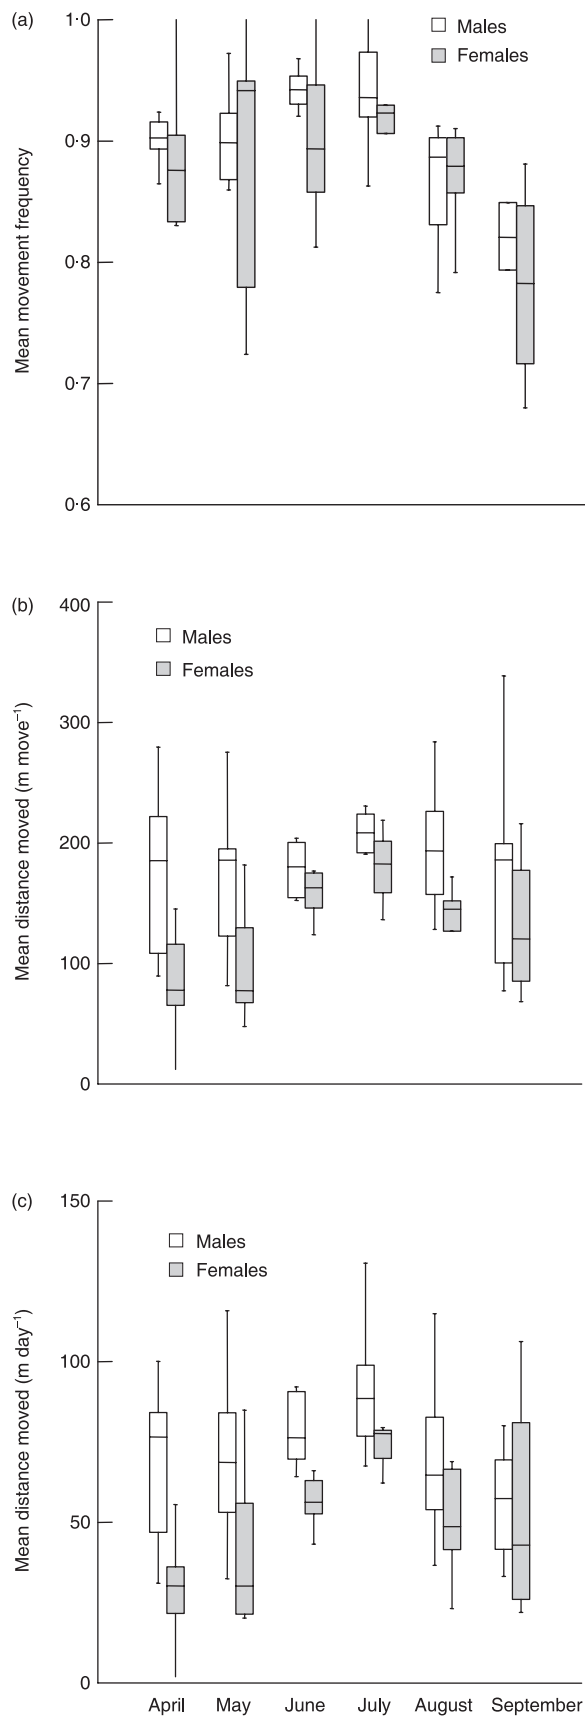 (a)
1·0
0·9
0·8
0·7
0·6
Mean movement frequency
Males
Females
(b)
400
300
200
100
0
Mean distance moved (m move⁻¹)
Males
Females
(c)
150
100
50
0
Mean distance moved (m day⁻¹)
Males
Females
April May June July August September